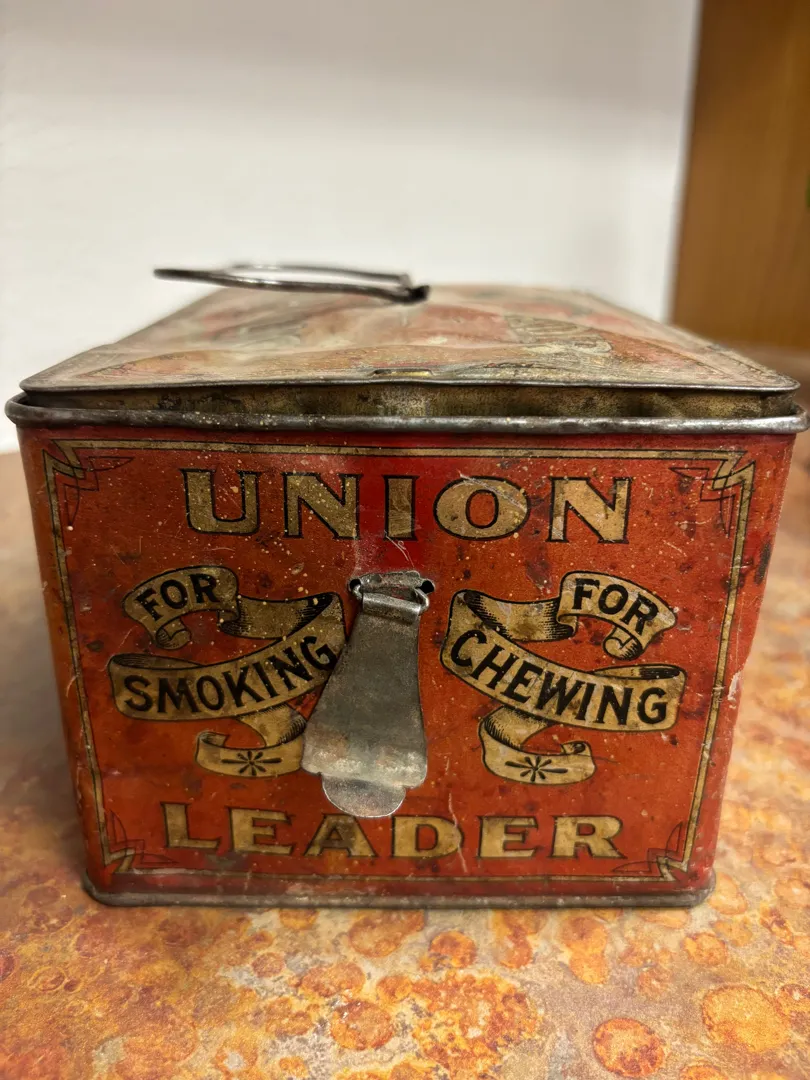 UNION
FOR
SMOKING
FOR
CHEWING
LEADER